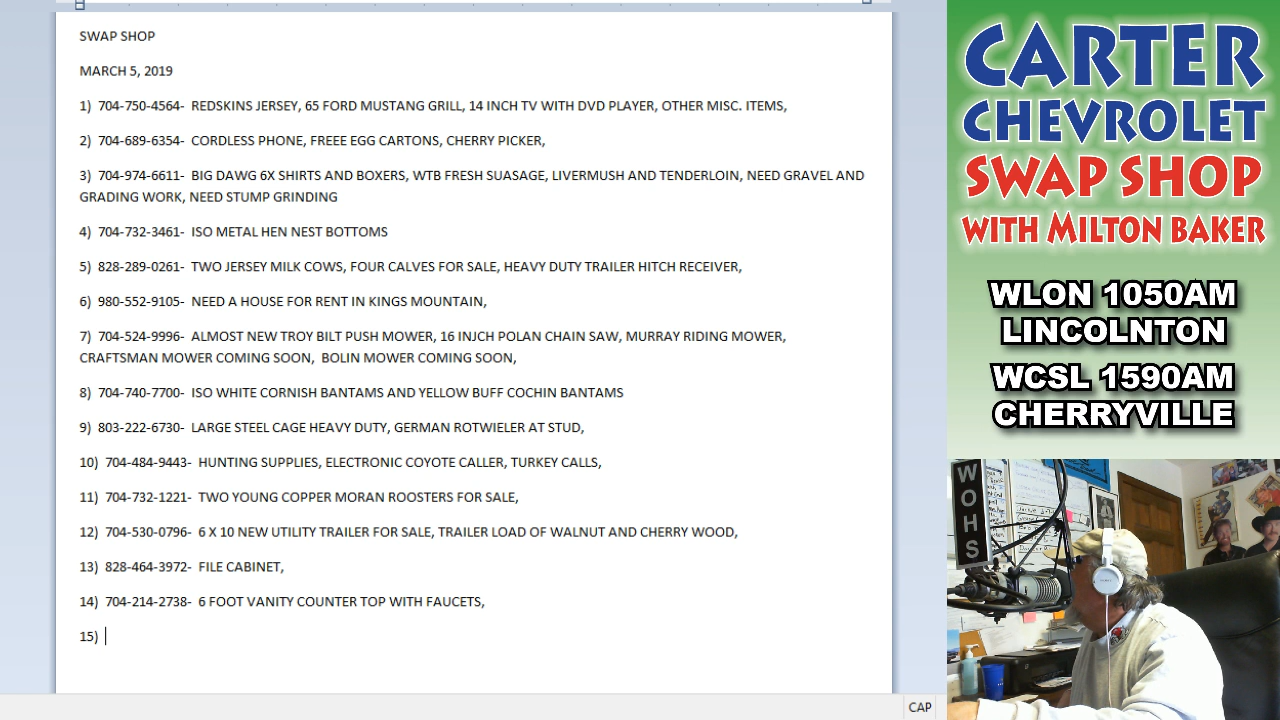 SWAP SHOP
MARCH 5, 2019
1) 704-750-4564- REDSKINS JERSEY, 65 FORD MUSTANG GRILL, 14 INCH TV WITH DVD PLAYER, OTHER MISC. ITEMS,
2) 704-689-6354- CORDLESS PHONE, FREEE EGG CARTONS, CHERRY PICKER,
3) 704-974-6611- BIG DAWG 6X SHIRTS AND BOXERS, WTB FRESH SUASAGE, LIVERMUSH AND TENDERLOIN, NEED GRAVEL AND
GRADING WORK, NEED STUMP GRINDING
4) 704-732-3461- ISO METAL HEN NEST BOTTOMS
5) 828-289-0261- TWO JERSEY MILK COWS, FOUR CALVES FOR SALE, HEAVY DUTY TRAILER HITCH RECEIVER,
6) 980-552-9105- NEED A HOUSE FOR RENT IN KINGS MOUNTAIN,
7) 704-524-9996- ALMOST NEW TROY BILT PUSH MOWER, 16 INJCH POLAN CHAIN SAW, MURRAY RIDING MOWER,
CRAFTSMAN MOWER COMING SOON, BOLIN MOWER COMING SOON,
8) 704-740-7700- ISO WHITE CORNISH BANTAMS AND YELLOW BUFF COCHIN BANTAMS
9) 803-222-6730- LARGE STEEL CAGE HEAVY DUTY, GERMAN ROTWIELER AT STUD,
10) 704-484-9443- HUNTING SUPPLIES, ELECTRONIC COYOTE CALLER, TURKEY CALLS,
11) 704-732-1221- TWO YOUNG COPPER MORAN ROOSTERS FOR SALE,
12) 704-530-0796- 6 X 10 NEW UTILITY TRAILER FOR SALE, TRAILER LOAD OF WALNUT AND CHERRY WOOD,
13) 828-464-3972- FILE CABINET,
14) 704-214-2738- 6 FOOT VANITY COUNTER TOP WITH FAUCETS,
15)
CAP
CARTER
CHEVROLET
SWAP SHOP
WITH MILTON BAKER
WLON 1050AM
LINCOLNTON
WCSL 1590AM
CHERRYVILLE
WOHS